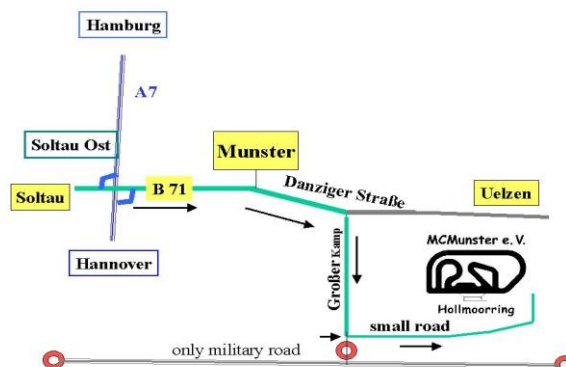 Hamburg
A7
Soltau Ost
Munster
Soltau
B 71
Danziger Straße
Uelzen
Hannover
Großer Kamp
MCMunster e. V.
Hollmoorring
small road
only military road